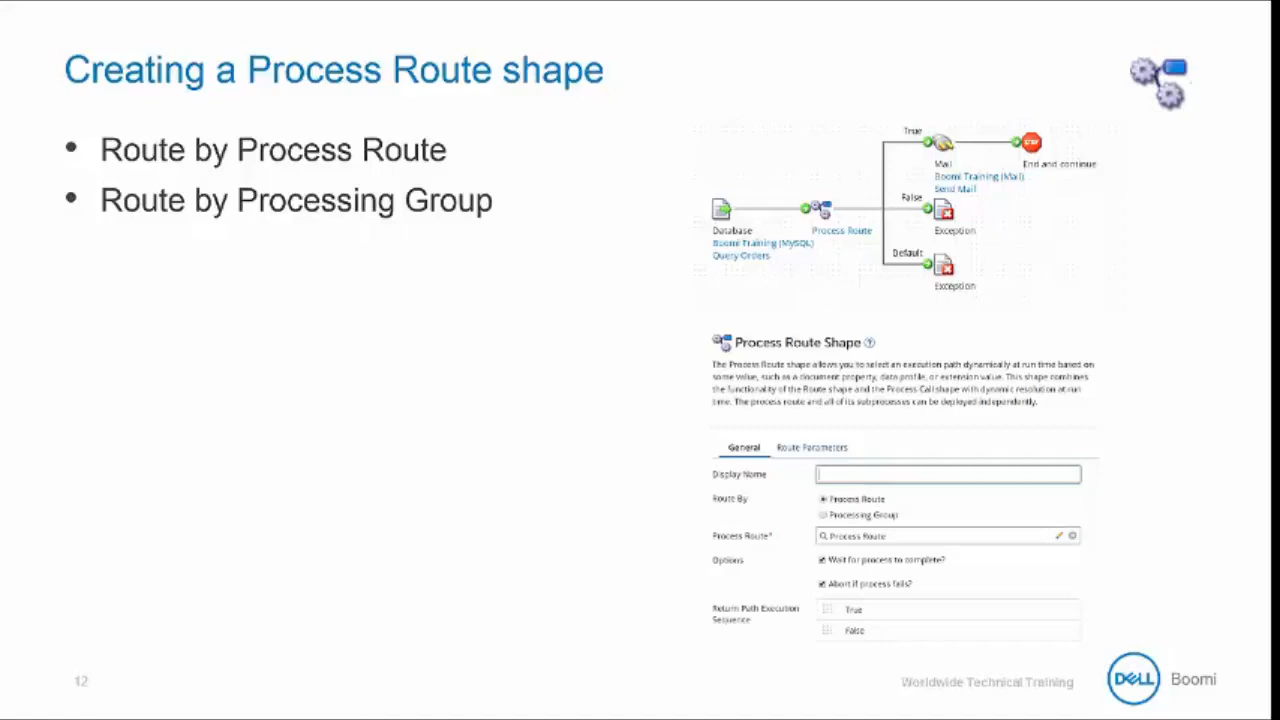 Creating a Process Route shape
• Route by Process Route
• Route by Processing Group
True
Mail
Boomi Training (Mail)
Send Mail
End and continue
False
Exception
Database
Boomi Training (MySQL)
Query Orders
Process Route
Default
Exception
Process Route Shape
The Process Route shape allows you to select an execution path dynamically at run time based on
some value, such as a document property, data profile, or extension value. This shape combines
the functionality of the Route shape and the Process Call shape with dynamic resolution at run
time. The process route and all of its subprocesses can be deployed independently.
General Route Parameters
Display Name
Route By Process Route
Processing Group
Process Route* Process Route
Options Wait for process to complete?
Abort if process fails?
Return Path Execution
Sequence
True
False
12
Worldwide Technical Training
DELL Boomi